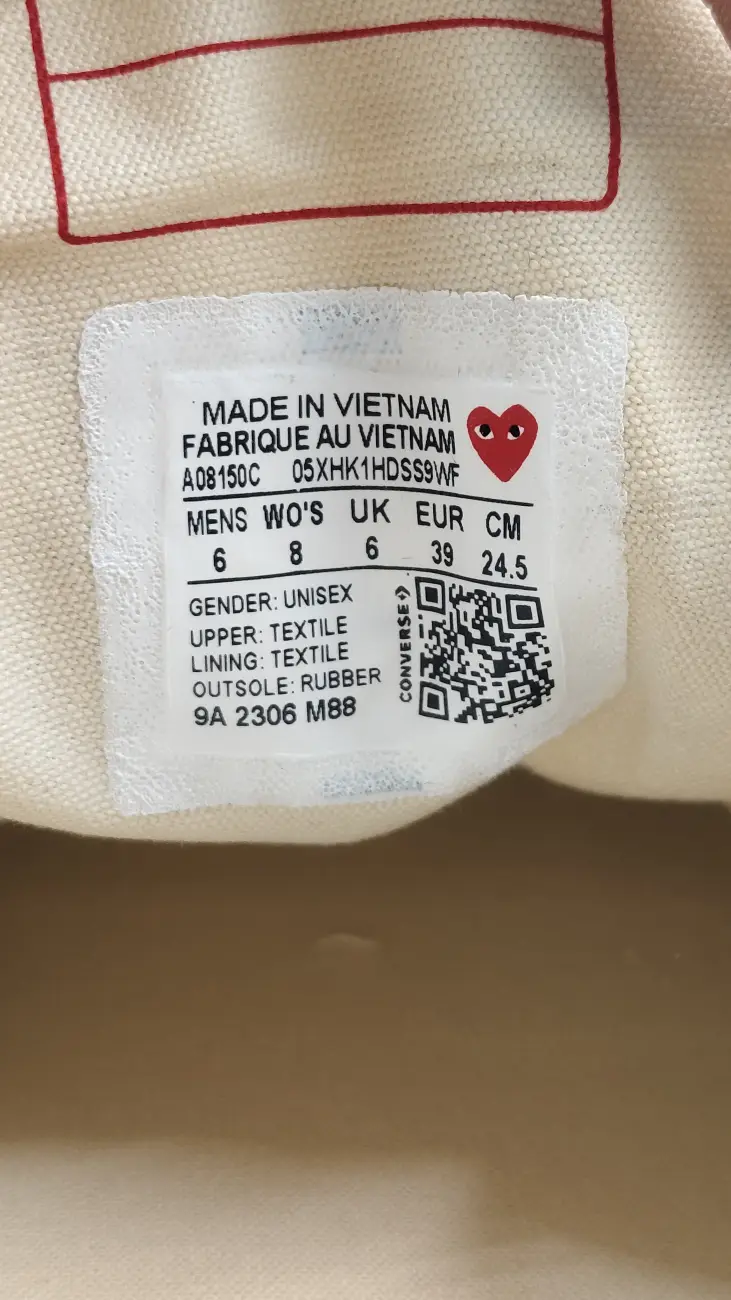 MADE IN VIETNAM
FABRIQUE AU VIETNAM
A08150C 05XHK1HDSS9WF
MENS WO'S UK EUR CM
6 8 6 39 24.5
GENDER: UNISEX
UPPER: TEXTILE
LINING: TEXTILE
OUTSOLE: RUBBER
9A 2306 M88
CONVERSE